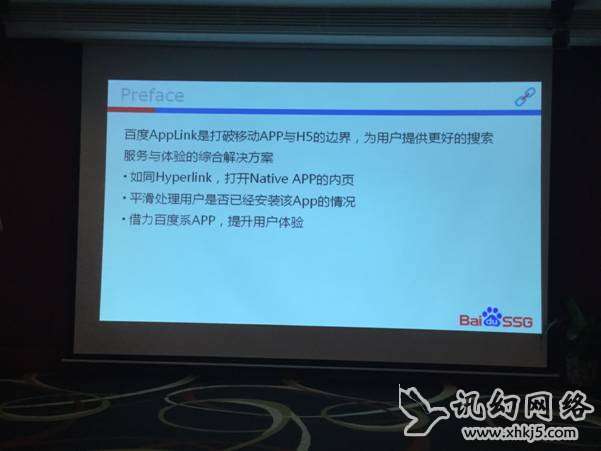 Preface
百度AppLink是打破移动APP与H5的边界，为用户提供更好的搜索
服务与体验的综合解决方案
• 如同Hyperlink，打开Native APP的内页
• 平滑处理用户是否已经安装该App的情况
• 借力百度系APP，提升用户体验
Bai du SSG
讯幻网络
www.xhkj5.com